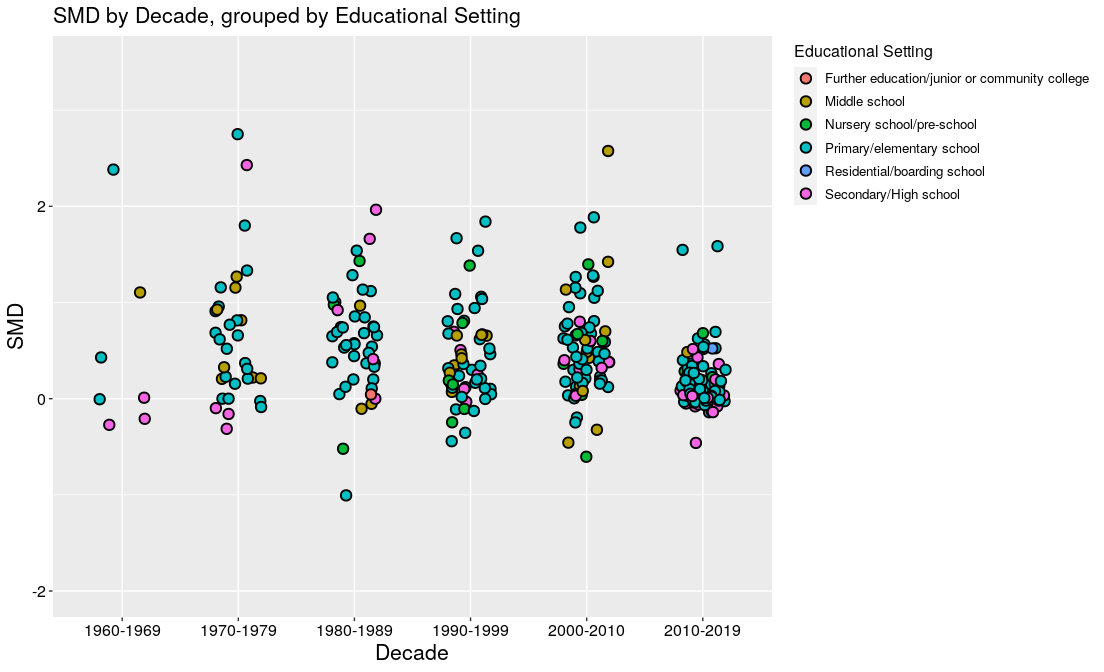 SMD by Decade, grouped by Educational Setting
SMD
2
0
-2
1960-1969 1970-1979 1980-1989 1990-1999 2000-2010 2010-2019
Decade
Educational Setting
Further education/junior or community college
Middle school
Nursery school/pre-school
Primary/elementary school
Residential/boarding school
Secondary/High school